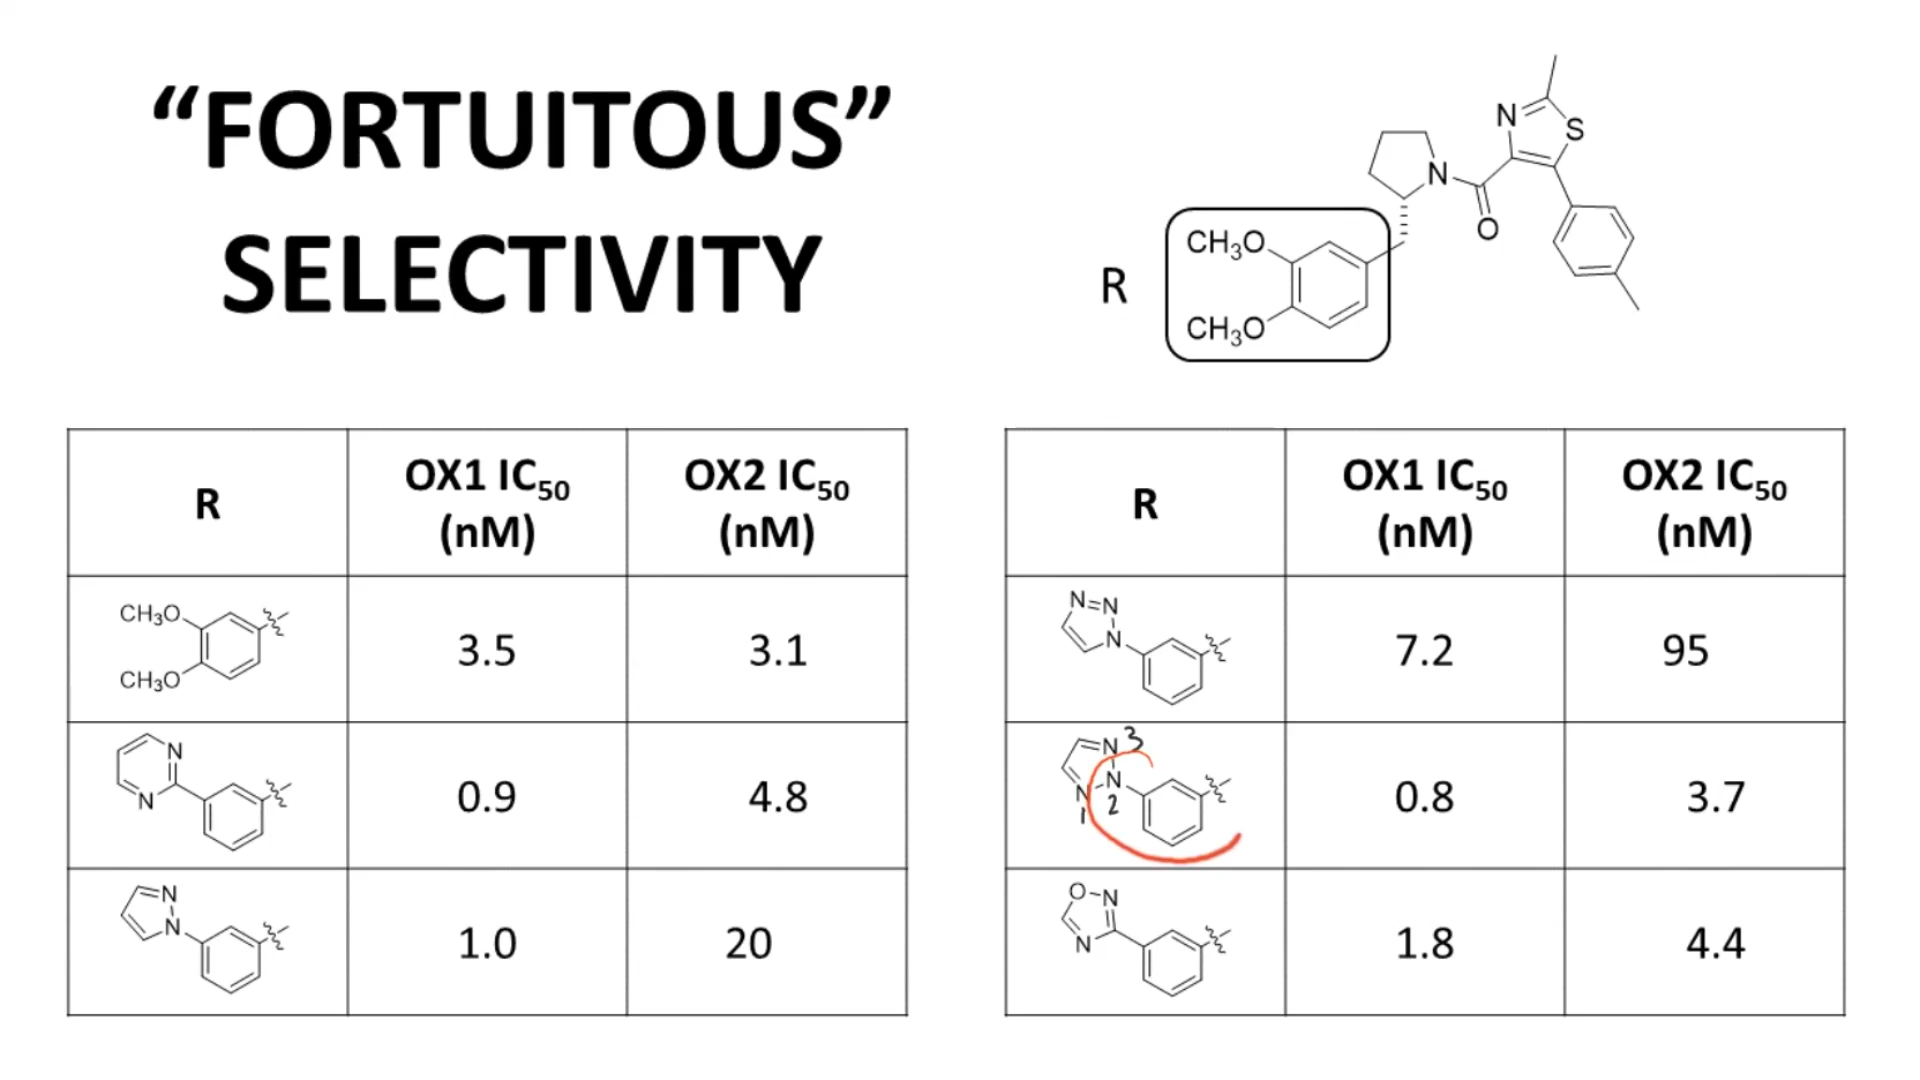 “FORTUITOUS”
SELECTIVITY
N
S
N
O
CH₃O
CH₃O
R
R
OX1 IC₅₀
(nM)
OX2 IC₅₀
(nM)
CH₃O
CH₃O
3.5
3.1
N
N
0.9
4.8
N
N
1.0
20
R
OX1 IC₅₀
(nM)
OX2 IC₅₀
(nM)
N=N
N
7.2
95
N 3
N
N 2
1
0.8
3.7
O-N
N
1.8
4.4